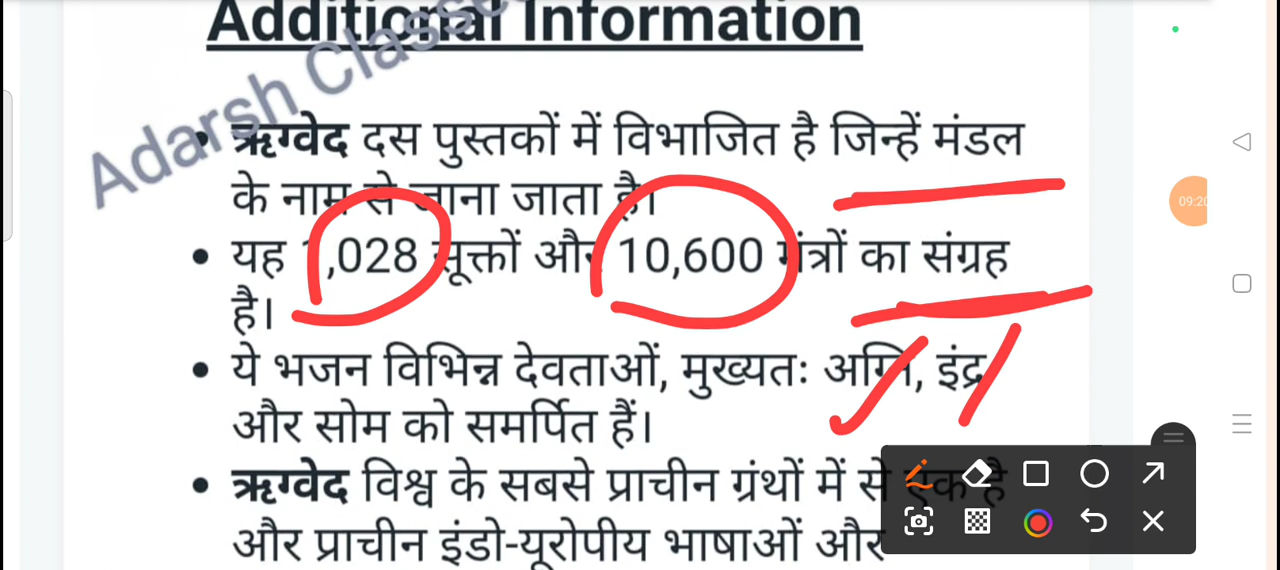 Additional Information
Adarsh Classes
• ऋग्वेद दस पुस्तकों में विभाजित है जिन्हें मंडल
के नाम से जाना जाता है।
• यह 1,028 सूक्तों और 10,600 मंत्रों का संग्रह
है।
• ये भजन विभिन्न देवताओं, मुख्यतः अग्नि, इंद्र
और सोम को समर्पित हैं।
• ऋग्वेद विश्व के सबसे प्राचीन ग्रंथों में से एक है
और प्राचीन इंडो-यूरोपीय भाषाओं और
09:20